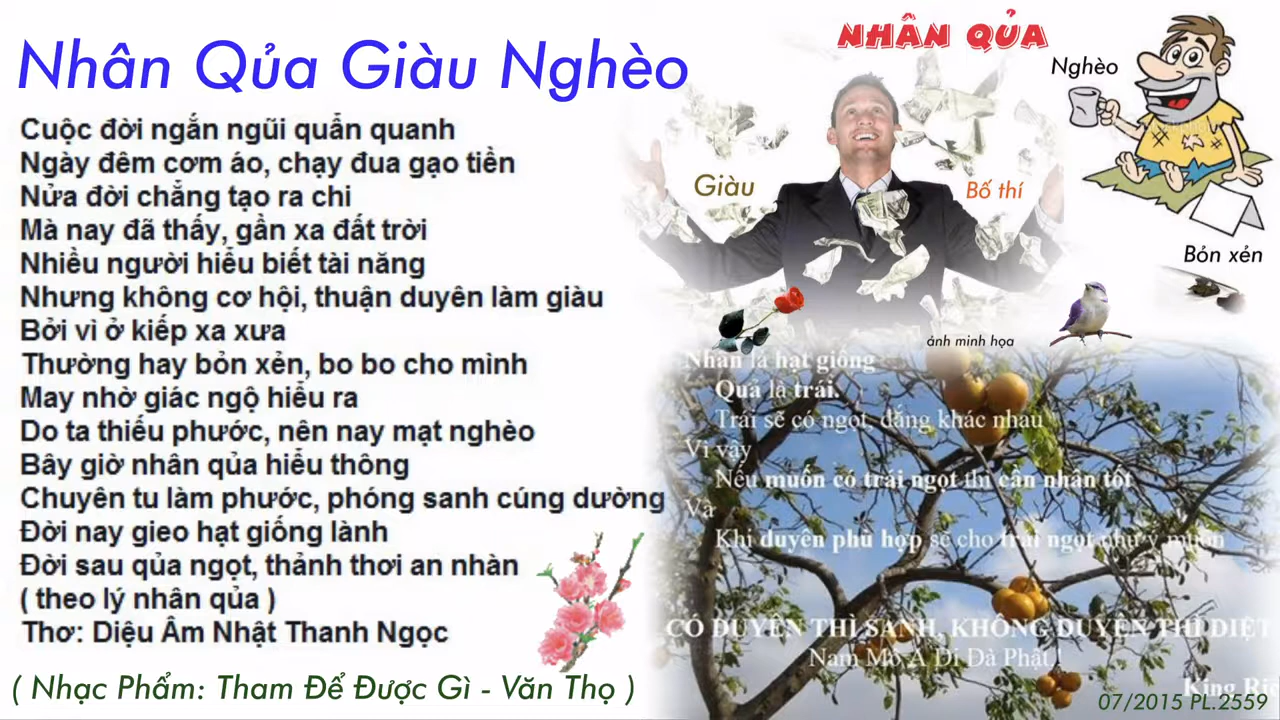 Nhân Qủa Giàu Nghèo
Cuộc đời ngắn ngũi quẩn quanh
Ngày đêm cơm áo, chạy đua gạo tiền
Nửa đời chẳng tạo ra chi
Mà nay đã thấy, gần xa đất trời
Nhiều người hiểu biết tài năng
Nhưng không cơ hội, thuận duyên làm giàu
Bởi vì ở kiếp xa xưa
Thường hay bỏn xẻn, bo bo cho mình
May nhờ giác ngộ hiểu ra
Do ta thiếu phước, nên nay mạt nghèo
Bây giờ nhân qủa hiểu thông
Chuyên tu làm phước, phóng sanh cúng dường
Đời nay gieo hạt giống lành
Đời sau qủa ngọt, thảnh thơi an nhàn
( theo lý nhân qủa )
Thơ: Diệu Âm Nhật Thanh Ngọc
( Nhạc Phẩm: Tham Để Được Gì - Văn Thọ )
NHÂN QỦA
Nghèo
Giàu
Bố thí
Bỏn xẻn
ảnh minh họa
Nhân là hạt giống
Quả là trái.
Trái sẽ có ngọt, đắng khác nhau
Vì vậy
Nếu muốn có trái ngọt thì cần nhân tốt
Và
Khi duyên phù hợp sẽ cho trái ngọt như ý muốn
CÓ DUYÊN THÌ SANH, KHÔNG DUYÊN THÌ DIỆT
Nam Mô A Di Đà Phật.!
King
07/2015 PL.2559